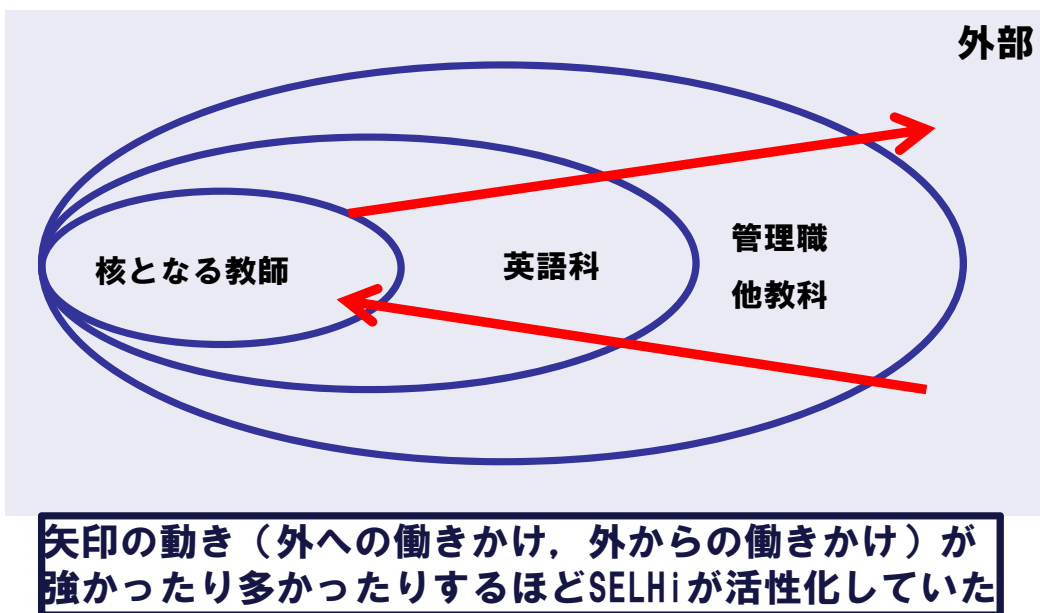 外部
核となる教師
英語科
管理職
他教科
矢印の動き（外への働きかけ，外からの働きかけ）が
強かったり多かったりするほどSELHiが活性化していた